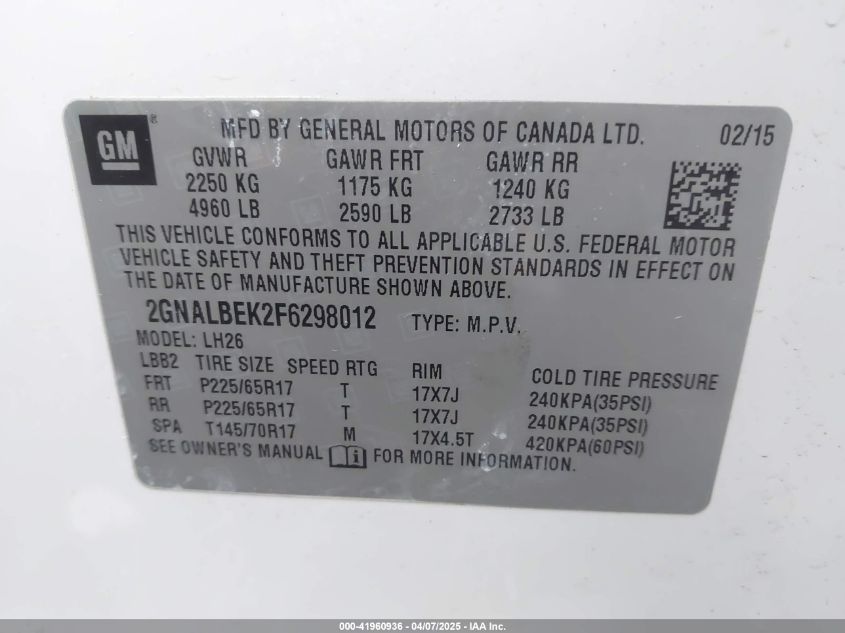 GM ® MFD BY GENERAL MOTORS OF CANADA LTD. 02/15
GVWR GAWR FRT GAWR RR
2250 KG 1175 KG 1240 KG
4960 LB 2590 LB 2733 LB
THIS VEHICLE CONFORMS TO ALL APPLICABLE U.S. FEDERAL MOTOR
VEHICLE SAFETY AND THEFT PREVENTION STANDARDS IN EFFECT ON
THE DATE OF MANUFACTURE SHOWN ABOVE.
2GNALBEK2F6298012 TYPE: M.P.V.
MODEL: LH26
LBB2 TIRE SIZE SPEED RTG RIM COLD TIRE PRESSURE
FRT P225/65R17 T 17X7J 240KPA(35PSI)
RR P225/65R17 T 17X7J 240KPA(35PSI)
SPA T145/70R17 M 17X4.5T 420KPA(60PSI)
SEE OWNER'S MANUAL i FOR MORE INFORMATION.
000-41960936 - 04/07/2025 - IAA Inc.